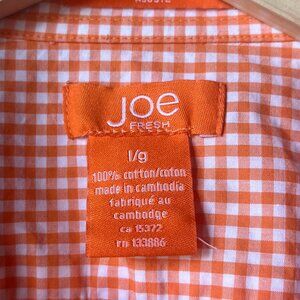 JOe
FRESH
l/g
100% cotton/coton
made in cambodia
fabriqué au
cambodge
ca 15372
rn 133886